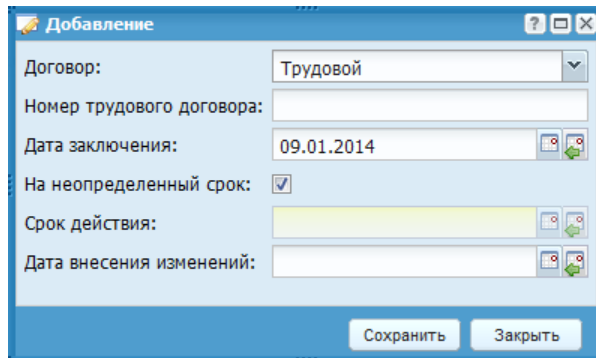 Добавление
Договор: Трудовой
Номер трудового договора:
Дата заключения: 09.01.2014
На неопределенный срок:
Срок действия:
Дата внесения изменений:
Сохранить Закрыть